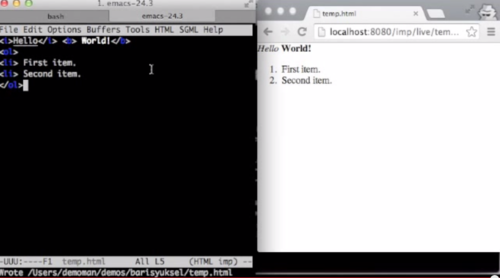 1. emacs-24.3
bash
emacs-24.3
File Edit Options Buffers Tools HTML SGML Help
<i>Hello</i> <b> World!</b>
<ol>
<li> First item.
<li> Second item.
</ol>
-UUU:----F1 temp.html All L5 (HTML imp)
Wrote /Users/demoman/demos/barisyuksel/temp.html
temp.html
localhost:8080/imp/live/tem...
Hello World!
1. First item.
2. Second item.